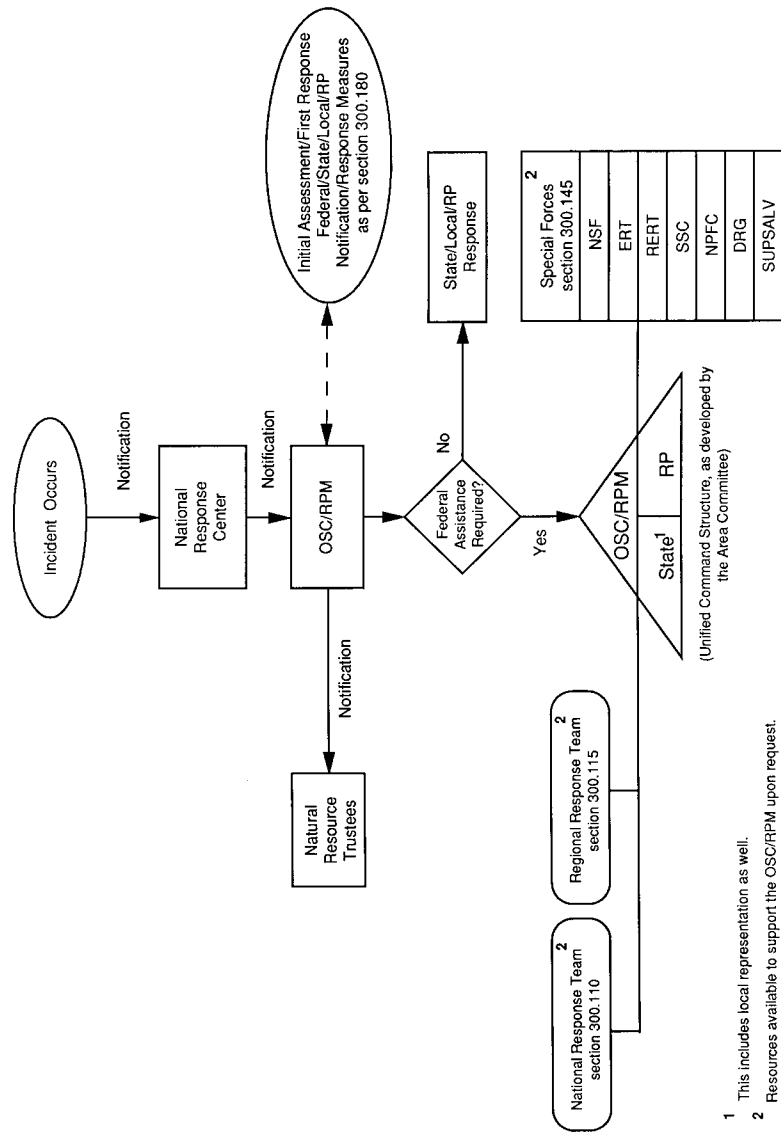 Incident Occurs
Notification
National
Response
Center
Notification
Initial Assessment/First Response
Federal/State/Local/RP
Notification/Response Measures
as per section 300.180
OSC/RPM
Notification
Natural
Resource
Trustees
Federal
Assistance
Required?
No
State/Local/RP
Response
Yes
OSC/RPM
State1
RP
(Unified Command Structure, as developed by
the Area Committee)
National Response Team 2
section 300.110
Regional Response Team 2
section 300.115
Special Forces 2
section 300.145
NSF
ERT
RERT
SSC
NPFC
DRG
SUPSALV
1 This includes local representation as well.
2 Resources available to support the OSC/RPM upon request.